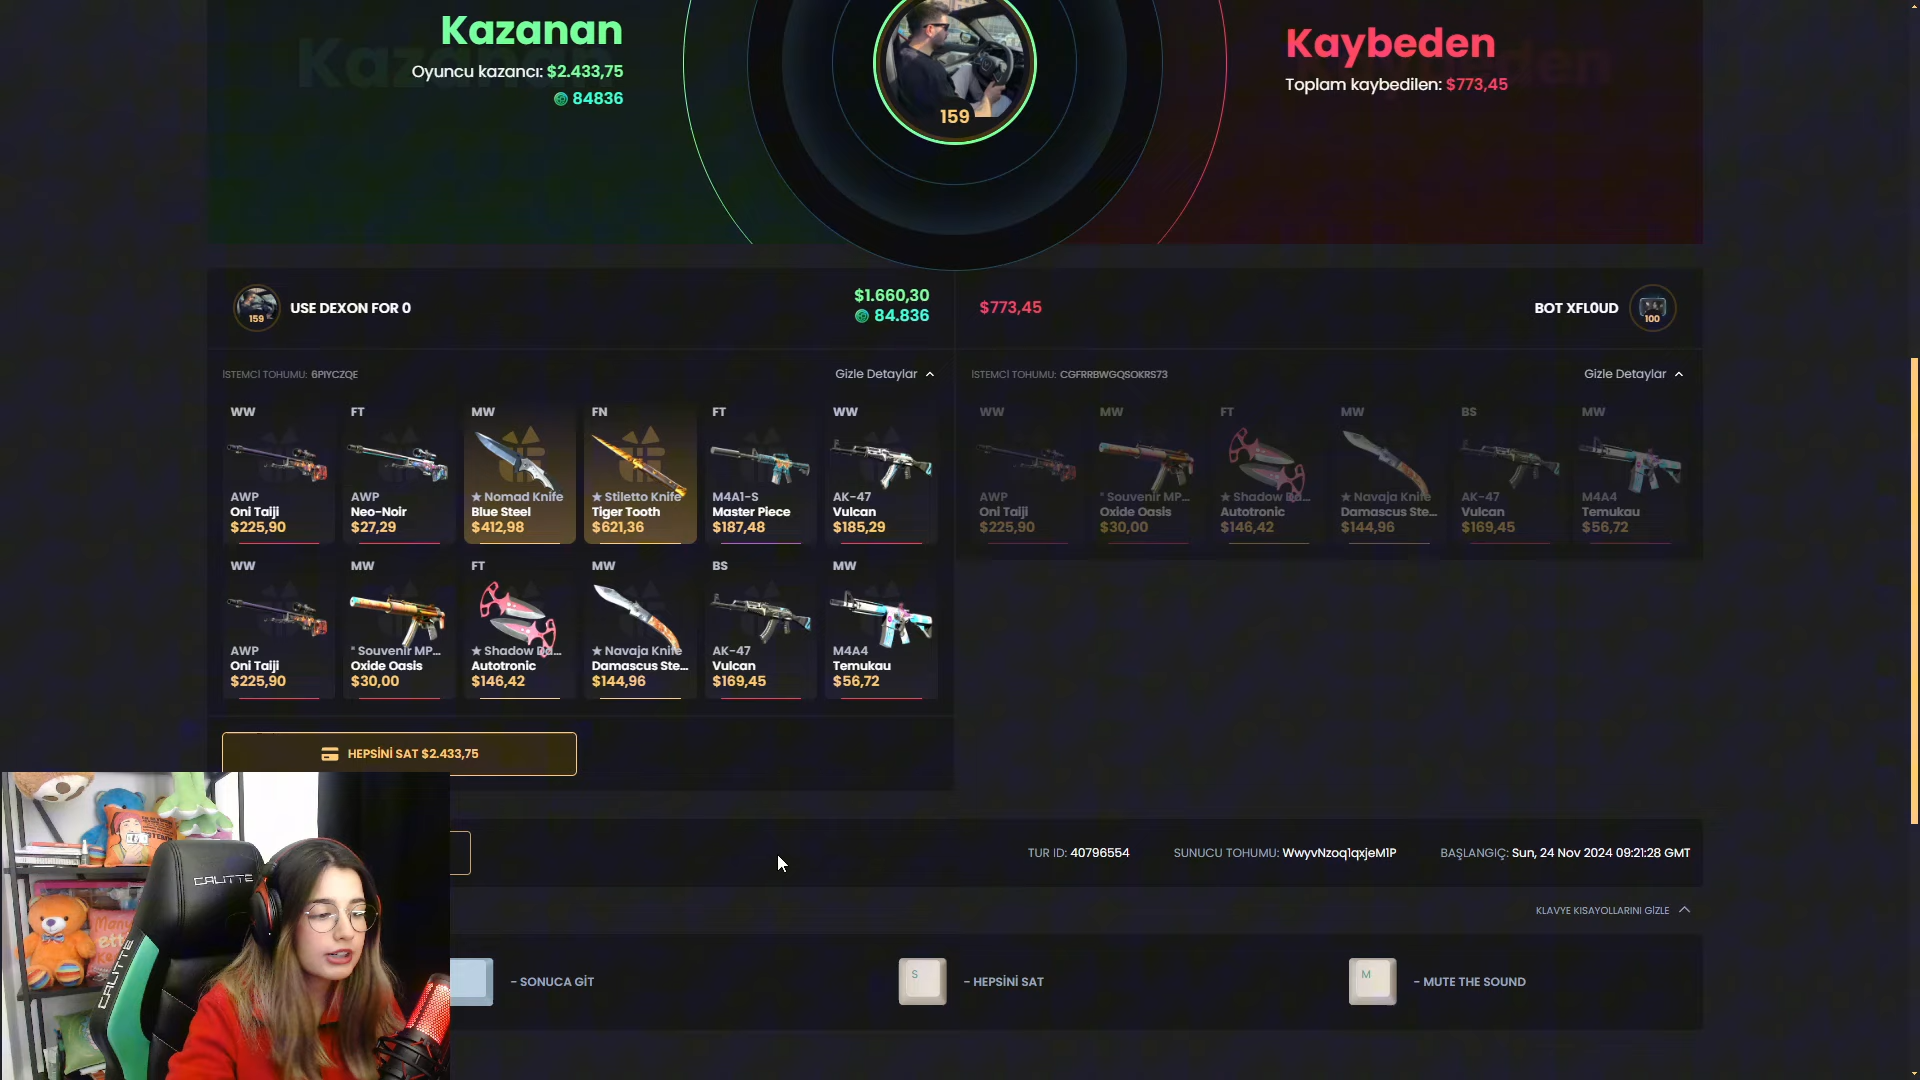 Kazanan
Oyuncu kazancı: $2.433,75
84836
159
Kaybeden
Toplam kaybedilen: $773,45
159
USE DEXON FOR 0
$1.660,30
84.836
$773,45
BOT XFL0UD
100
İSTEMCİ TOHUMU: 6PIYCZQE
Gizle Detaylar
İSTEMCİ TOHUMU: CGFRRBWGQSOKRS73
Gizle Detaylar
WW
AWP
Oni Taiji
$225,90
FT
AWP
Neo-Noir
$27,29
MW
★ Nomad Knife
Blue Steel
$412,98
FN
★ Stiletto Knife
Tiger Tooth
$621,36
FT
M4A1-S
Master Piece
$187,48
WW
AK-47
Vulcan
$185,29
WW
AWP
Oni Taiji
$225,90
MW
* Souvenir MP...
Oxide Oasis
$30,00
FT
★ Shadow Da...
Autotronic
$146,42
MW
★ Navaja Knife
Damascus Ste...
$144,96
BS
AK-47
Vulcan
$169,45
MW
M4A4
Temukau
$56,72
WW
AWP
Oni Taiji
$225,90
MW
* Souvenir MP...
Oxide Oasis
$30,00
FT
★ Shadow Da...
Autotronic
$146,42
MW
★ Navaja Knife
Damascus Ste...
$144,96
BS
AK-47
Vulcan
$169,45
MW
M4A4
Temukau
$56,72
HEPSİNİ SAT $2.433,75
TUR ID: 40796554
SUNUCU TOHUMU: WwyvNzoq1qxjeM1P
BAŞLANGIÇ: Sun, 24 Nov 2024 09:21:28 GMT
KLAVYE KISAYOLLARINI GİZLE
- SONUCA GİT
S
- HEPSİNİ SAT
M
- MUTE THE SOUND
CALITTE
CALITTE